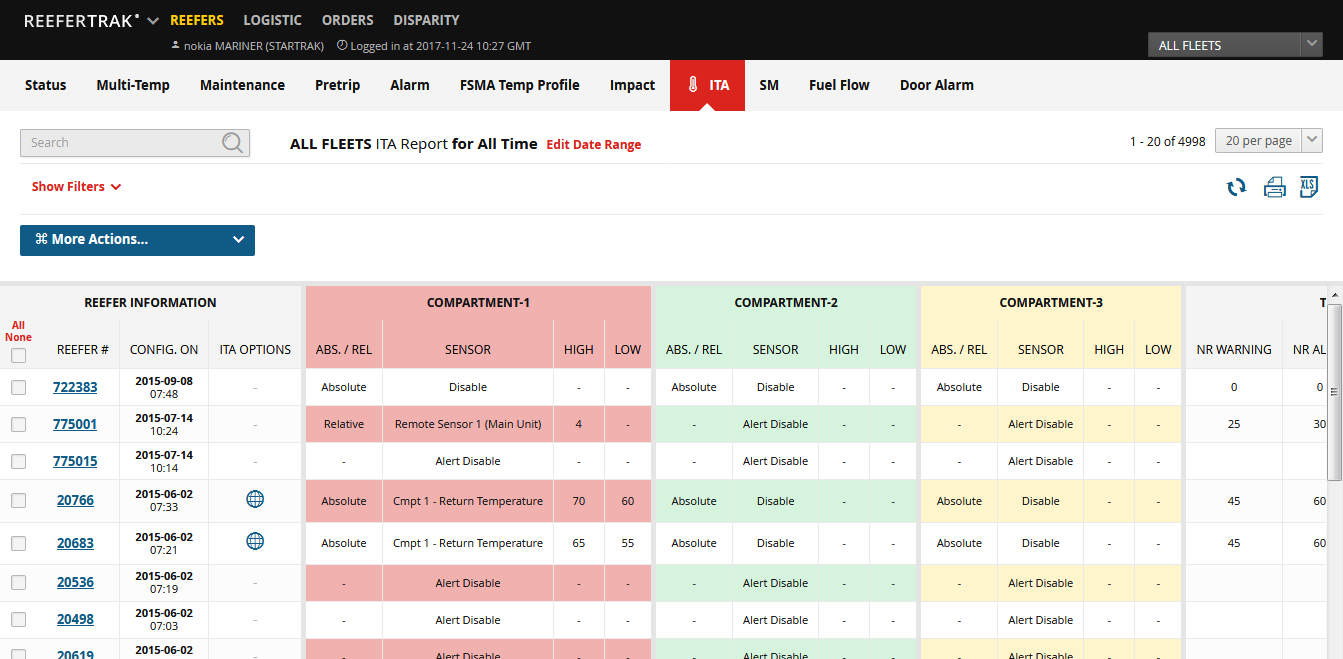 REEFERTRAK REEFERS LOGISTIC ORDERS DISPARITY
nokia MARINER (STARTRAK) Logged in at 2017-11-24 10:27 GMT
ALL FLEETS
Status Multi-Temp Maintenance Pretrip Alarm FSMA Temp Profile Impact ITA SM Fuel Flow Door Alarm
Search ALL FLEETS ITA Report for All Time Edit Date Range 1 - 20 of 4998 20 per page
Show Filters XLS
⌘ More Actions...
REEFER INFORMATION COMPARTMENT-1 COMPARTMENT-2 COMPARTMENT-3 T
All
None
REEFER # CONFIG. ON ITA OPTIONS ABS. / REL SENSOR HIGH LOW ABS. / REL SENSOR HIGH LOW ABS. / REL SENSOR HIGH LOW NR WARNING NR AL
722383 2015-09-08 07:48 - Absolute Disable - - Absolute Disable - - Absolute Disable - - 0 0
775001 2015-07-14 10:24 - Relative Remote Sensor 1 (Main Unit) 4 - - Alert Disable - - - Alert Disable - - 25 30
775015 2015-07-14 10:14 - - Alert Disable - - - Alert Disable - - - Alert Disable - -
20766 2015-06-02 07:33 Absolute Cmpt 1 - Return Temperature 70 60 Absolute Disable - - Absolute Disable - - 45 60
20683 2015-06-02 07:21 Absolute Cmpt 1 - Return Temperature 65 55 Absolute Disable - - Absolute Disable - - 45 60
20536 2015-06-02 07:19 - - Alert Disable - - - Alert Disable - - - Alert Disable - -
20498 2015-06-02 07:03 - - Alert Disable - - - Alert Disable - - - Alert Disable - -
20619 2015-06-02 - - Alert Disable - - - Alert Disable - - - Alert Disable - -